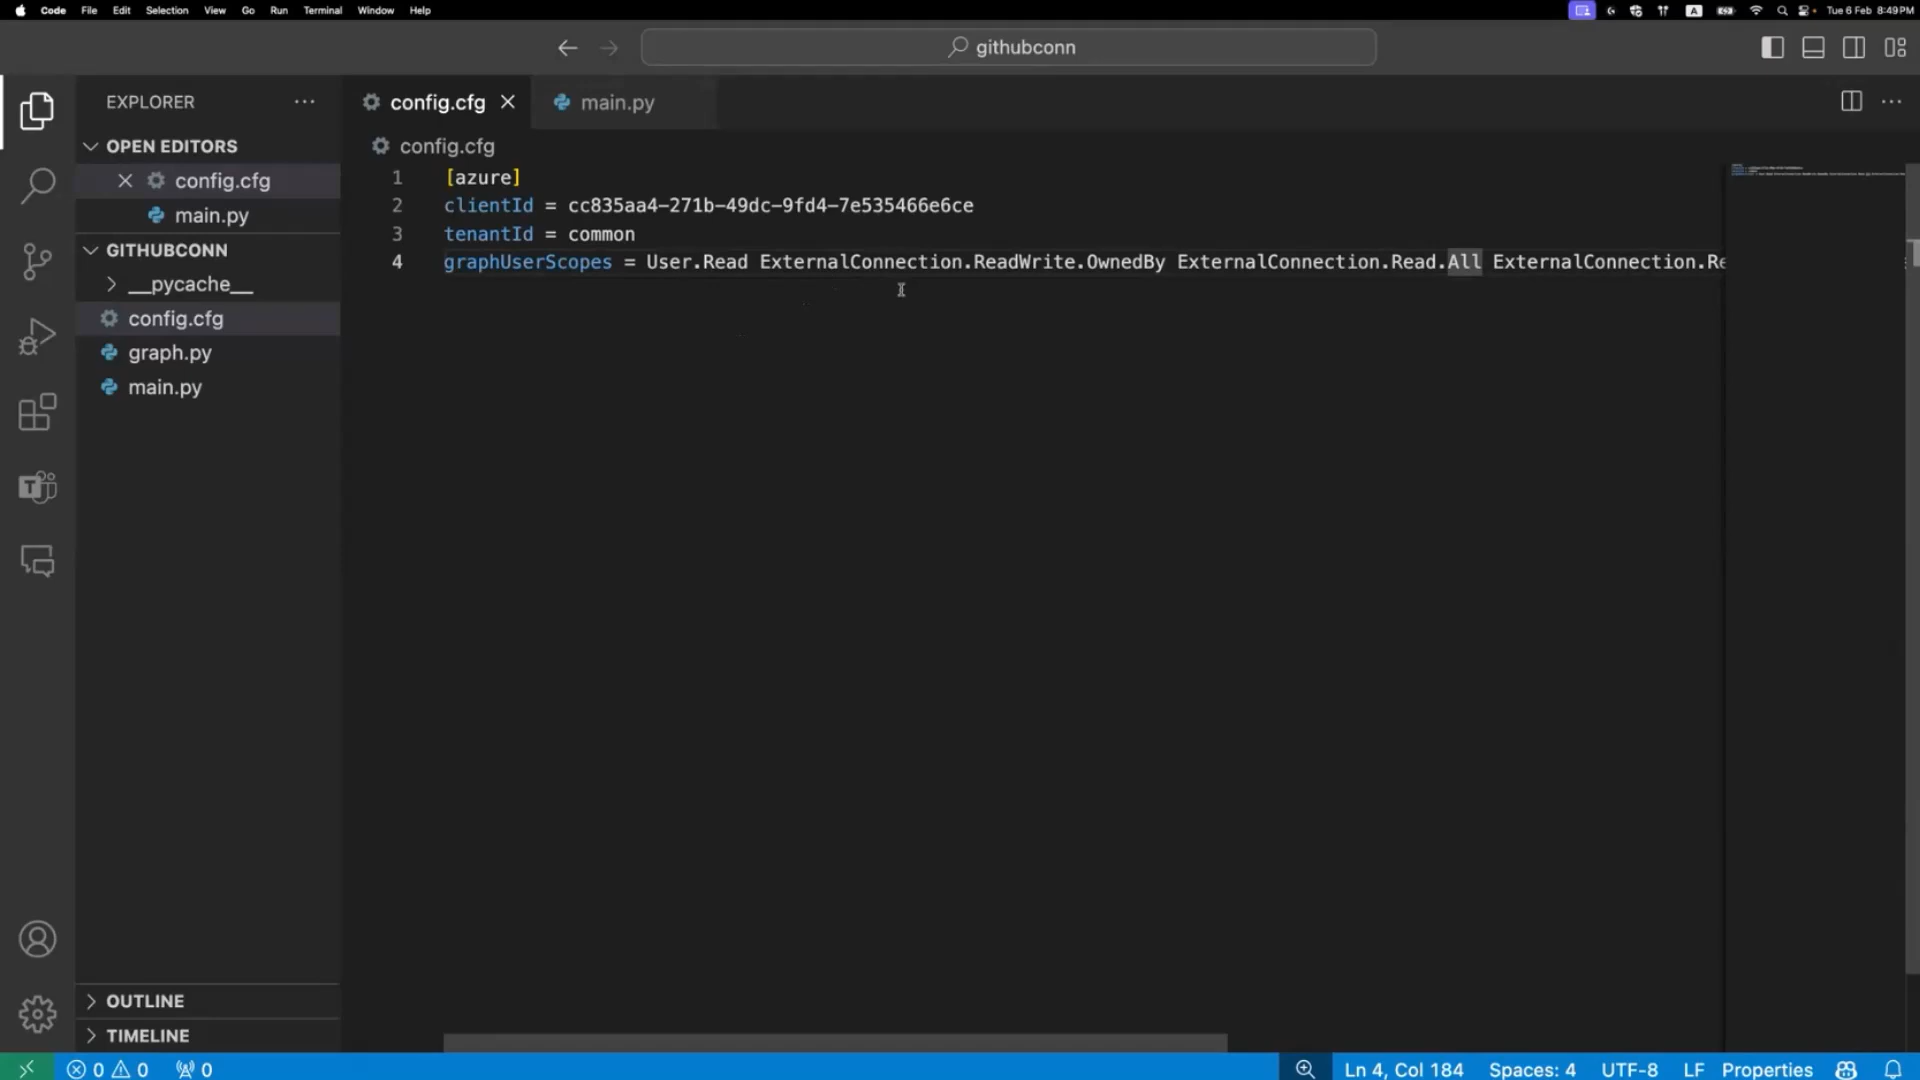 Code File Edit Selection View Go Run Terminal Window Help
A
Tue 6 Feb 8:49 PM
githubconn
EXPLORER
OPEN EDITORS
config.cfg
main.py
GITHUBCONN
__pycache__
config.cfg
graph.py
main.py
OUTLINE
TIMELINE
config.cfg main.py
config.cfg
1 [azure]
2 clientId = cc835aa4-271b-49dc-9fd4-7e535466e6ce
3 tenantId = common
4 graphUserScopes = User.Read ExternalConnection.ReadWrite.OwnedBy ExternalConnection.Read.All ExternalConnection.Re
0 0 0
Ln 4, Col 184 Spaces: 4 UTF-8 LF Properties